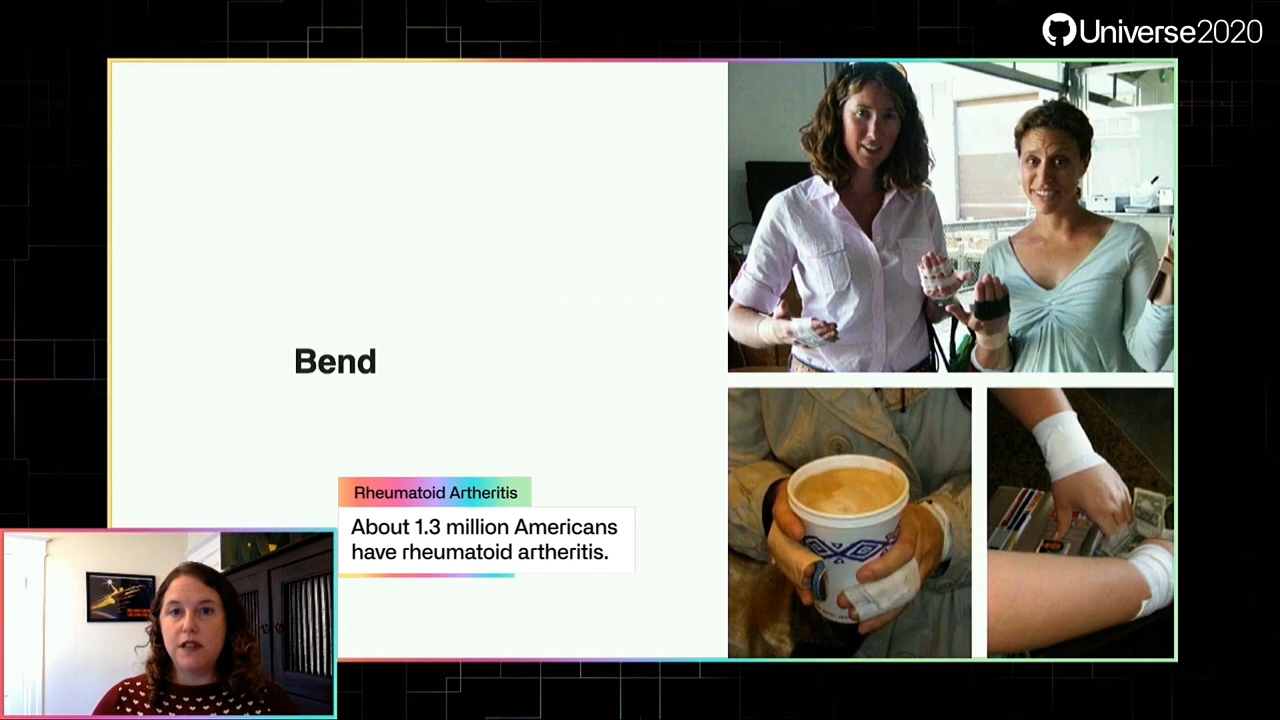 Universe2020
Bend
Rheumatoid Artheritis
About 1.3 million Americans
have rheumatoid artheritis.